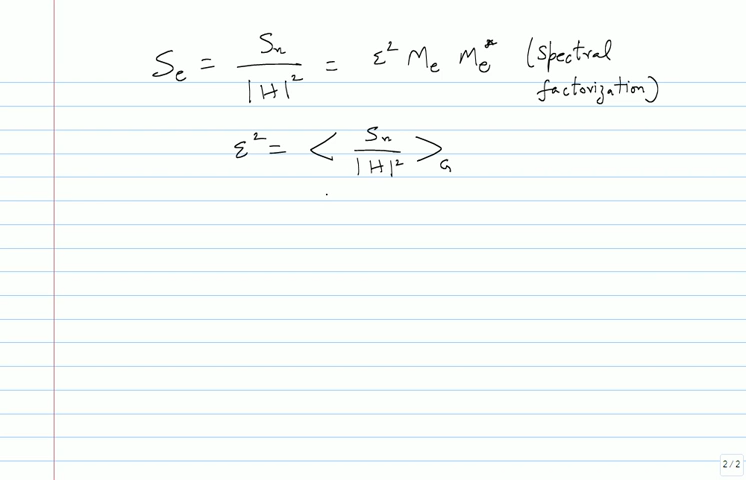 S_e = S_n / |H|^2 = ε^2 M_e M_e^* (spectral factorization)
ε^2 = < S_n / |H|^2 >_G
2 / 2